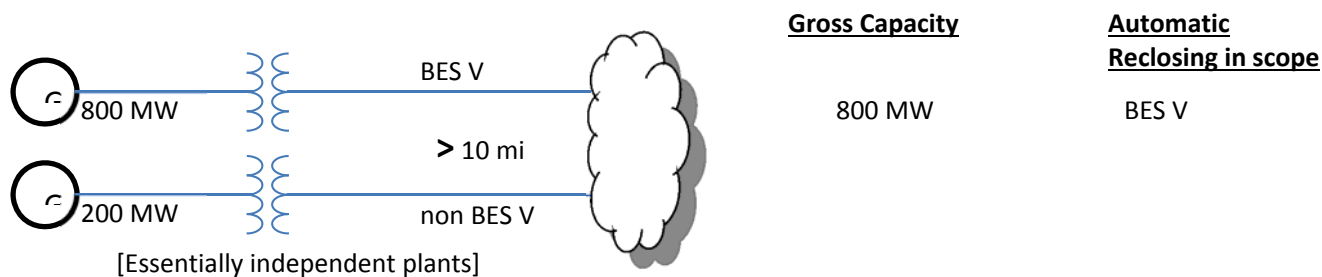 Gross Capacity
Automatic
Reclosing in scope
BES V
800 MW
800 MW
BES V
> 10 mi
200 MW
non BES V
[Essentially independent plants]